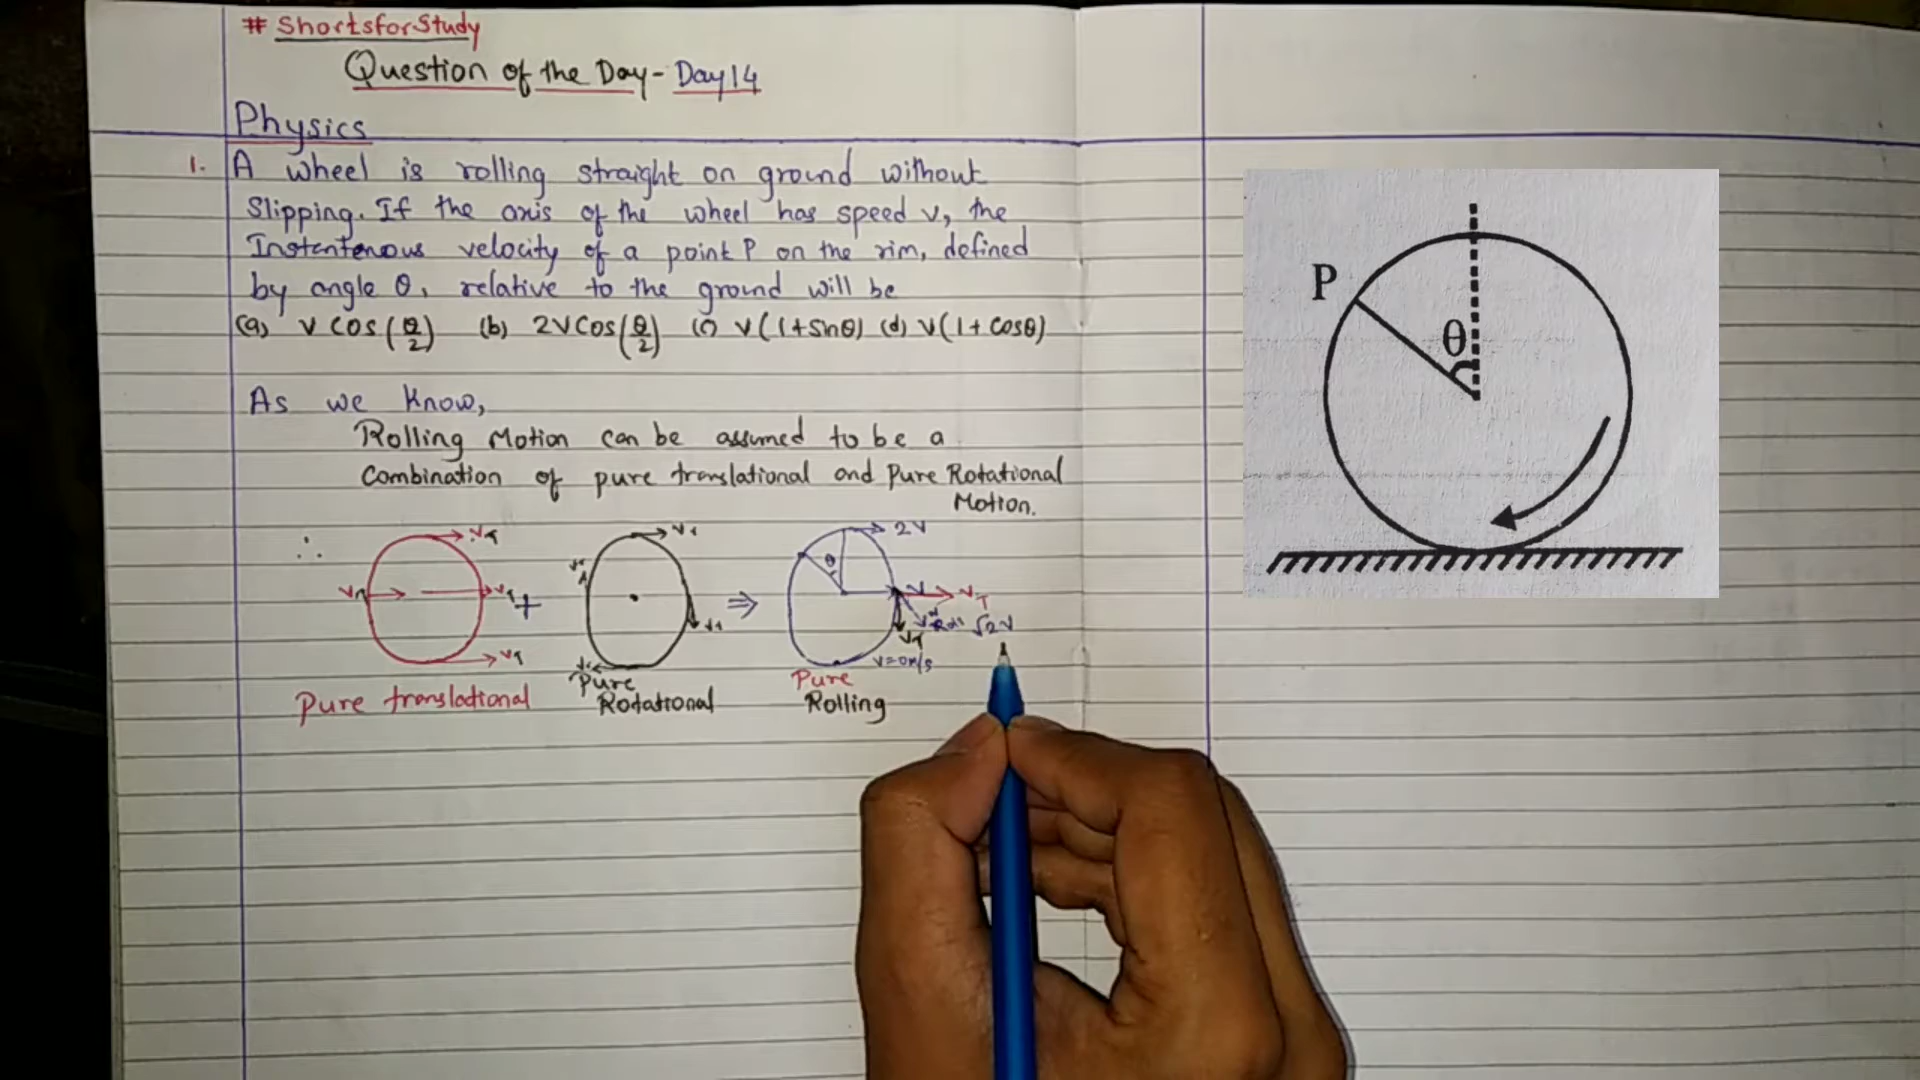 # ShortsforStudy
Question of the Day - Day 14
Physics
1. A wheel is rolling straight on ground without
Slipping. If the axis of the wheel has speed v, the
Instantenous velocity of a point P on the rim, defined
by angle θ, relative to the ground will be
(a) v cos(θ/2) (b) 2v cos(θ/2) (c) v(1+sinθ) (d) v(1+cosθ)
As we know,
Rolling Motion can be assumed to be a
combination of pure translational and Pure Rotational
Motion.
∴ + ⇒
2V
θ
√2V
V=0m/s
Pure translational
Pure
Rotational
Pure
Rolling
P
θ